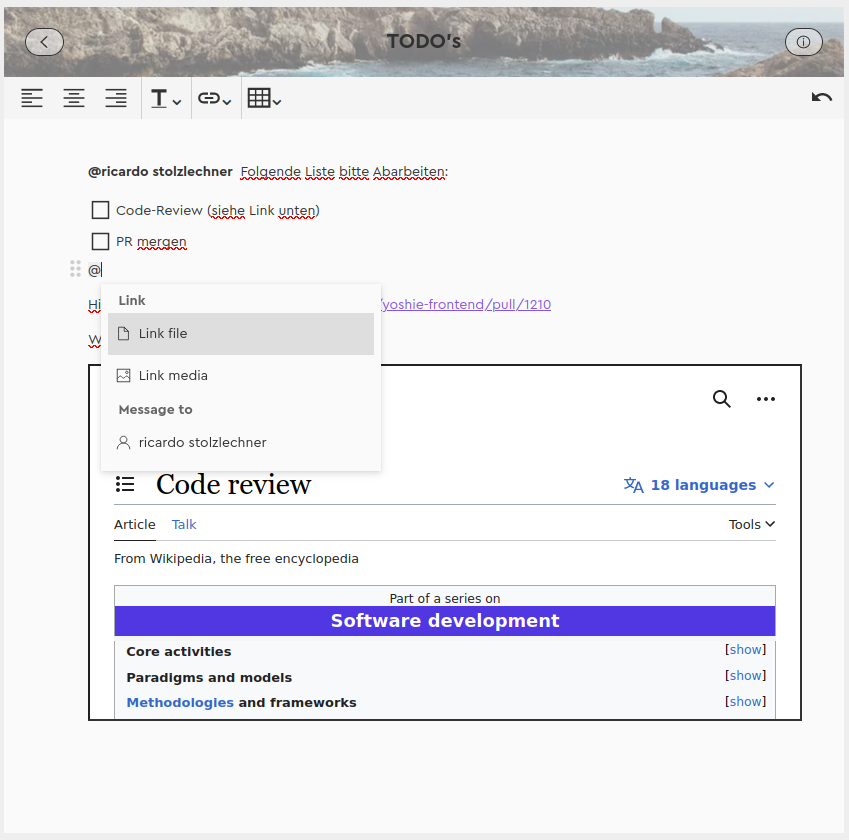 TODO's
T
@ricardo stolzlechner Folgende Liste bitte Abarbeiten:
Code-Review (siehe Link unten)
PR mergen
@
Hi
/yoshie-frontend/pull/1210
W
Link
Link file
Link media
Message to
ricardo stolzlechner
Code review
18 languages
Article Talk Tools
From Wikipedia, the free encyclopedia
Part of a series on
Software development
Core activities [show]
Paradigms and models [show]
Methodologies and frameworks [show]